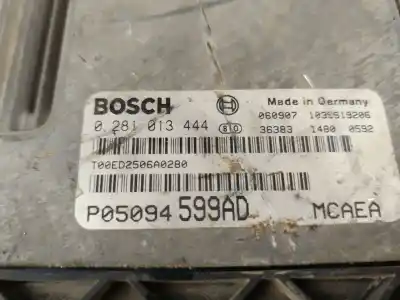 BOSCH Made in Germany
0 281 013 444 060907 1039S19206
36383 1480 0592
T00ED2506A0280
P05094 599AD MCAEA